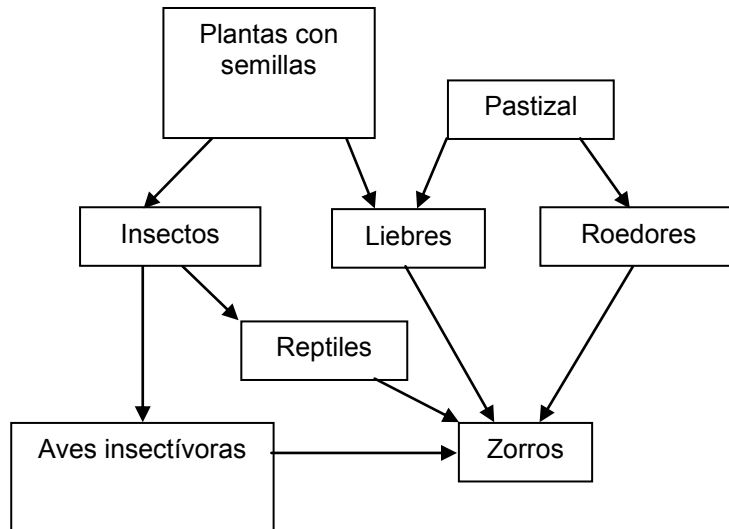 Plantas con
semillas
Pastizal
Insectos
Liebres
Roedores
Reptiles
Aves insectívoras
Zorros